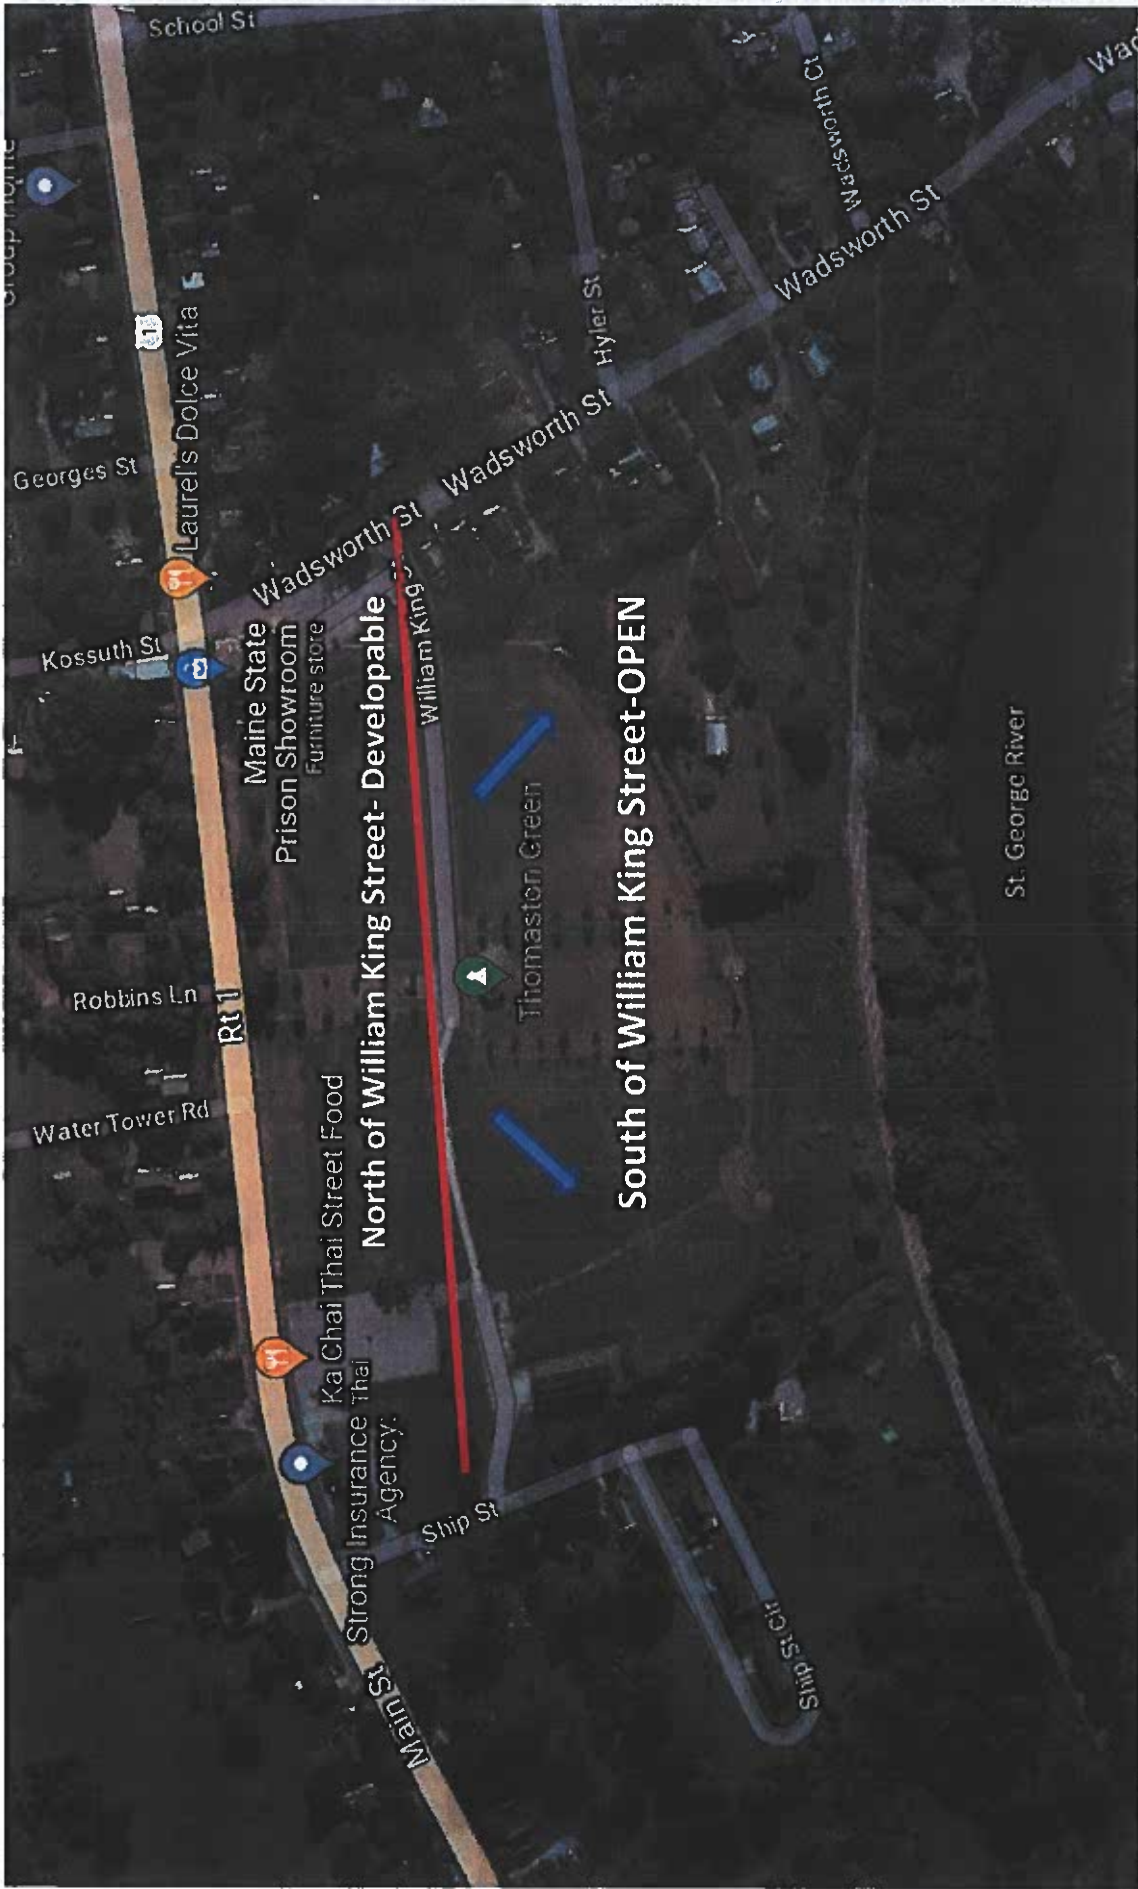 School St
Georges St
Kossuth St
Robbins Ln
Water Tower Rd
1
Laurel's Dolce Vita
Rt 1
Main St
Maine State
Prison Showroom
Furniture store
Ka Chai Thai Street Food
Thai
Strong Insurance
Agency.
North of William King Street- Developable
Wadsworth St
Wadsworth St
Wadsworth St
Hyler St
Wadsworth Ct
William King
Ship St
Thomaston Green
South of William King Street-OPEN
Ship St Cir
St. George River